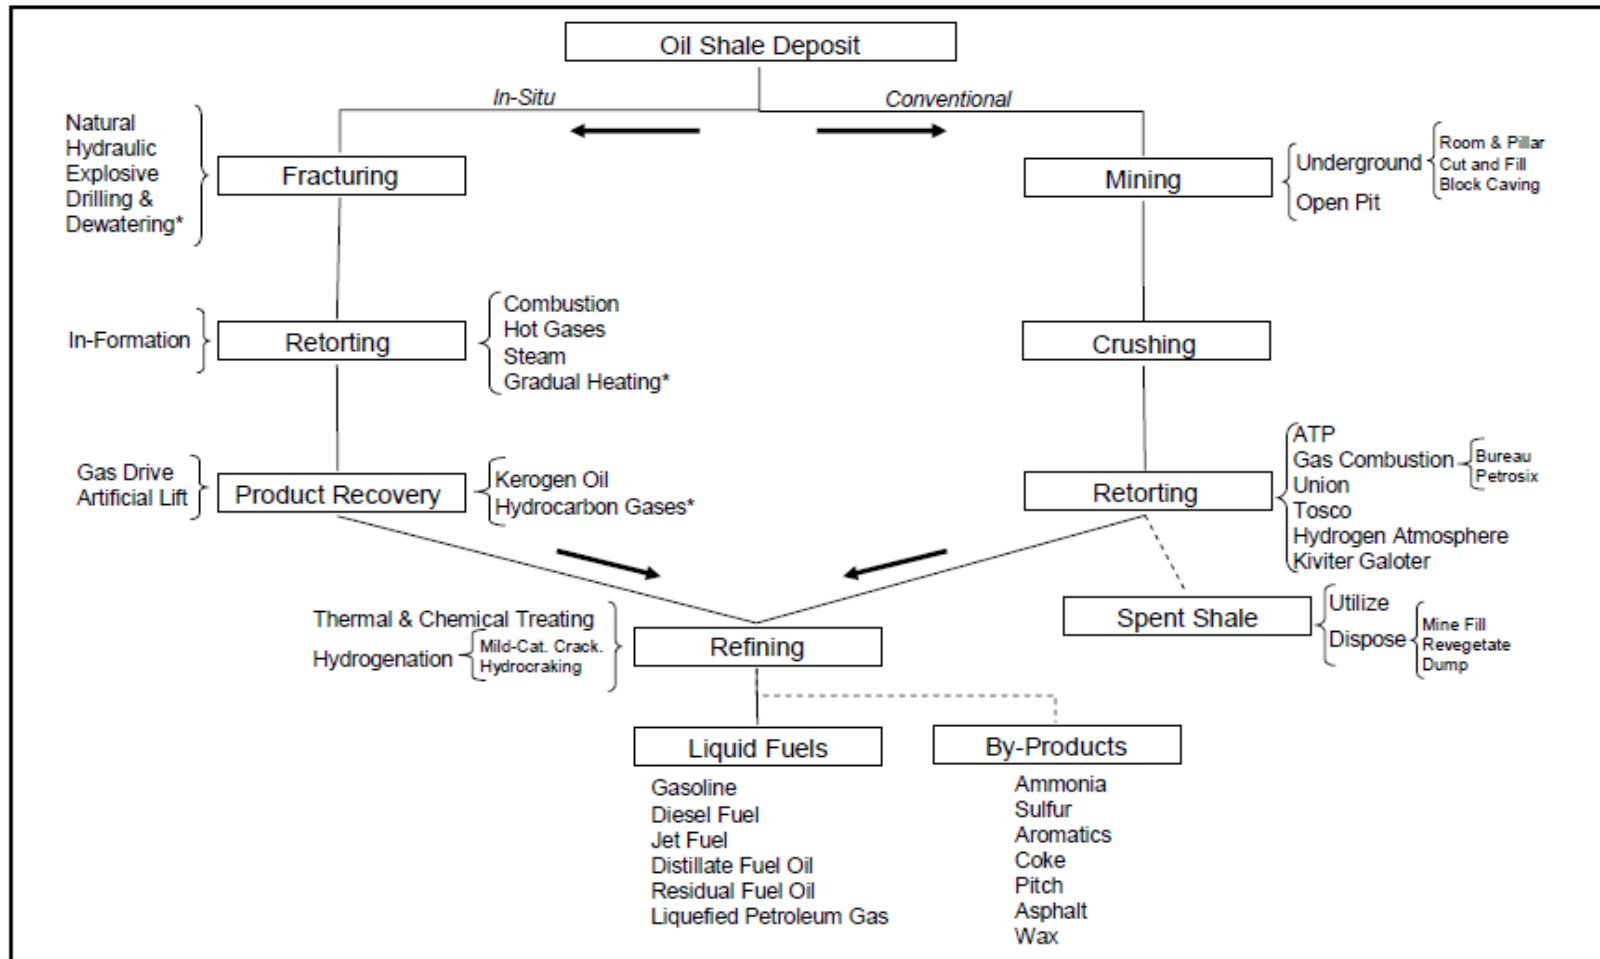 Oil Shale Deposit
In-Situ
Conventional
Natural
Hydraulic
Explosive
Drilling &
Dewatering*
Fracturing
Mining
Underground
Open Pit
Room & Pillar
Cut and Fill
Block Caving
In-Formation
Retorting
Combustion
Hot Gases
Steam
Gradual Heating*
Crushing
Gas Drive
Artificial Lift
Product Recovery
Kerogen Oil
Hydrocarbon Gases*
Retorting
ATP
Gas Combustion
Union
Tosco
Hydrogen Atmosphere
Kiviter Galoter
Bureau
Petrosix
Thermal & Chemical Treating
Hydrogenation
Mild-Cat. Crack.
Hydrocraking
Refining
Spent Shale
Utilize
Dispose
Mine Fill
Revegetate
Dump
Liquid Fuels
Gasoline
Diesel Fuel
Jet Fuel
Distillate Fuel Oil
Residual Fuel Oil
Liquefied Petroleum Gas
By-Products
Ammonia
Sulfur
Aromatics
Coke
Pitch
Asphalt
Wax